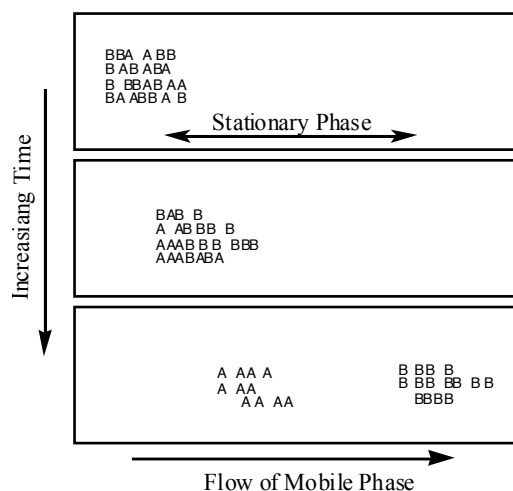 BBA A BB
B AB ABA
B BBAB AA
BA ABB A B
Stationary Phase
Increasiang Time
BAB B
A AB BB B
AAAB B B BBB
AAABABA
A AA A
A AA
AA AA
B BB B
B BB BB B B
BBBB
Flow of Mobile Phase